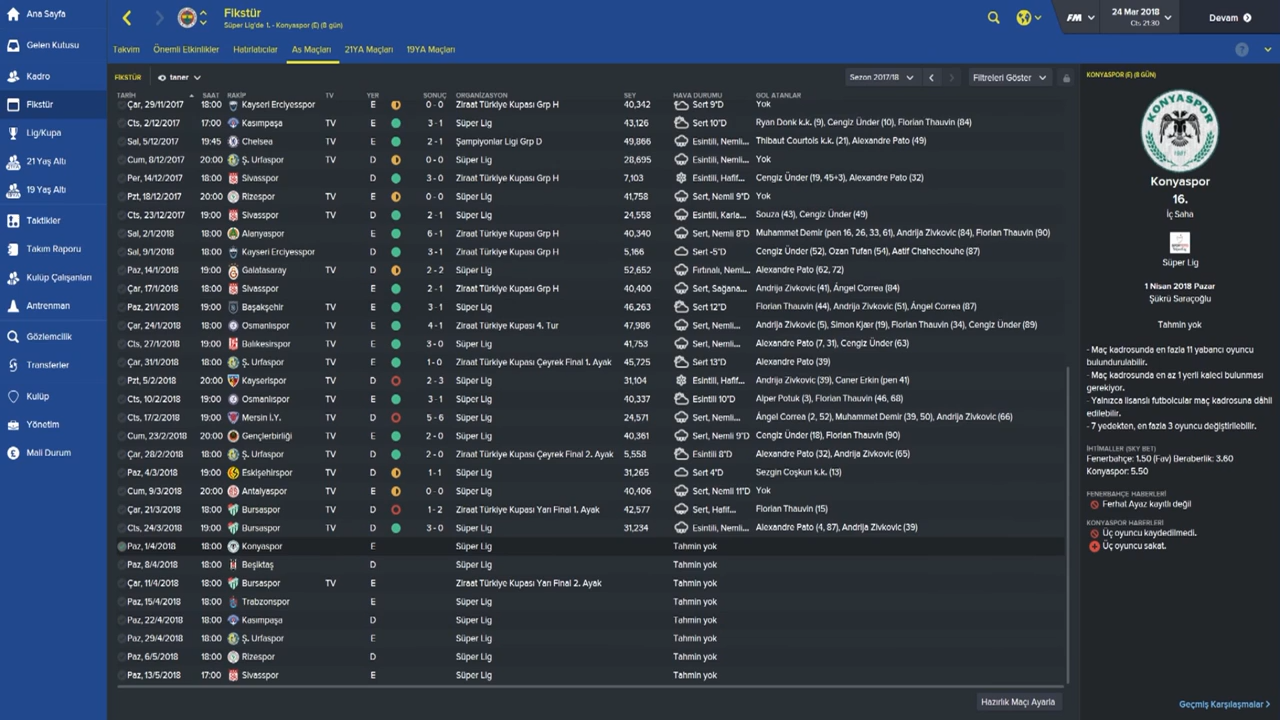 Ana Sayfa
Gelen Kutusu
Kadro
Fikstür
Lig/Kupa
21 Yaş Altı
19 Yaş Altı
Taktikler
Takım Raporu
Kulüp Çalışanları
Antrenman
Gözlemcilik
Transferler
Kulüp
Yönetim
Mali Durum
Fikstür
Süper Lig'de 1. - Konyaspor (E) (8 gün)
FM
24 Mar 2018
Cts 21:30
Devam
Takvim Önemli Etkinlikler Hatırlatıcılar As Maçları 21YA Maçları 19YA Maçları
FİKSTÜR taner Sezon 2017/18 Filtreleri Göster
TARİH SAAT RAKİP TV YER SONUÇ ORGANİZASYON SEY HAVA DURUMU GOL ATANLAR
Çar, 29/11/2017 18:00 Kayseri Erciyesspor E 0 - 0 Ziraat Türkiye Kupası Grp H 40,342 Sert 9°D Yok
Cts, 2/12/2017 17:00 Kasımpaşa TV E 3 - 1 Süper Lig 43,126 Sert 10°D Ryan Donk k.k. (9), Cengiz Ünder (10), Florian Thauvin (84)
Sal, 5/12/2017 19:45 Chelsea TV E 2 - 1 Şampiyonlar Ligi Grp D 49,866 Esintili, Nemli... Thibaut Courtois k.k. (21), Alexandre Pato (49)
Cum, 8/12/2017 20:00 Ş. Urfaspor TV D 0 - 0 Süper Lig 28,695 Esintili, Nemli... Yok
Per, 14/12/2017 18:00 Sivasspor D 3 - 0 Ziraat Türkiye Kupası Grp H 7,103 Esintili, Hafif... Cengiz Ünder (19, 45+3), Alexandre Pato (32)
Pzt, 18/12/2017 20:00 Rizespor TV E 0 - 0 Süper Lig 41,758 Sert, Nemli 9°D Yok
Cts, 23/12/2017 19:00 Sivasspor TV D 2 - 1 Süper Lig 24,558 Esintili, Karla... Souza (43), Cengiz Ünder (49)
Sal, 2/1/2018 18:00 Alanyaspor E 6 - 1 Ziraat Türkiye Kupası Grp H 40,340 Sert, Nemli 8°D Muhammet Demir (pen 16, 26, 33, 61), Andrija Zivkovic (84), Florian Thauvin (90)
Sal, 9/1/2018 18:00 Kayseri Erciyesspor D 3 - 1 Ziraat Türkiye Kupası Grp H 5,166 Sert -5°D Cengiz Ünder (52), Ozan Tufan (54), Aatif Chahechouhe (87)
Paz, 14/1/2018 19:00 Galatasaray TV E 2 - 2 Süper Lig 52,652 Fırtınalı, Neml... Alexandre Pato (62, 72)
Çar, 17/1/2018 18:00 Sivasspor E 2 - 1 Ziraat Türkiye Kupası Grp H 40,400 Sert, Sağana... Andrija Zivkovic (41), Ángel Correa (84)
Paz, 21/1/2018 19:00 Başakşehir TV E 3 - 1 Süper Lig 46,263 Sert 12°D Florian Thauvin (44), Andrija Zivkovic (51), Ángel Correa (87)
Çar, 24/1/2018 18:00 Osmanlıspor TV E 4 - 1 Ziraat Türkiye Kupası 4. Tur 47,986 Sert, Nemli... Andrija Zivkovic (5), Simon Kjær (19), Florian Thauvin (34), Cengiz Ünder (89)
Cts, 27/1/2018 19:00 Balıkesirspor TV E 3 - 0 Süper Lig 41,753 Sert, Nemli... Alexandre Pato (7, 31), Cengiz Ünder (63)
Çar, 31/1/2018 18:00 Ş. Urfaspor TV E 1 - 0 Ziraat Türkiye Kupası Çeyrek Final 1. Ayak 45,725 Sert 13°D Alexandre Pato (39)
Pzt, 5/2/2018 20:00 Kayserispor TV D 2 - 3 Süper Lig 31,104 Esintili, Hafif... Andrija Zivkovic (39), Caner Erkin (pen 41)
Cts, 10/2/2018 19:00 Osmanlıspor TV E 3 - 1 Süper Lig 40,337 Esintili 10°D Alper Potuk (3), Florian Thauvin (46, 68)
Cts, 17/2/2018 19:00 Mersin İ.Y. TV D 5 - 6 Süper Lig 24,571 Sert, Nemli... Ángel Correa (2, 52), Muhammet Demir (39, 50), Andrija Zivkovic (66)
Cum, 23/2/2018 20:00 Gençlerbirliği TV E 2 - 0 Süper Lig 40,361 Sert, Nemli 9°D Cengiz Ünder (18), Florian Thauvin (90)
Çar, 28/2/2018 18:00 Ş. Urfaspor TV D 2 - 0 Ziraat Türkiye Kupası Çeyrek Final 2. Ayak 5,558 Esintili 8°D Alexandre Pato (32), Andrija Zivkovic (65)
Paz, 4/3/2018 19:00 Eskişehirspor TV D 1 - 1 Süper Lig 31,265 Sert 4°D Sezgin Coşkun k.k. (13)
Cum, 9/3/2018 20:00 Antalyaspor TV E 0 - 0 Süper Lig 40,406 Sert, Nemli 11°D Yok
Çar, 21/3/2018 19:00 Bursaspor TV D 1 - 2 Ziraat Türkiye Kupası Yarı Final 1. Ayak 42,577 Sert, Hafif... Florian Thauvin (15)
Cts, 24/3/2018 19:00 Bursaspor TV D 3 - 0 Süper Lig 31,234 Esintili, Nemli... Alexandre Pato (4, 87), Andrija Zivkovic (39)
Paz, 1/4/2018 18:00 Konyaspor E Süper Lig Tahmin yok
Paz, 8/4/2018 18:00 Beşiktaş D Süper Lig Tahmin yok
Çar, 11/4/2018 18:00 Bursaspor TV E Ziraat Türkiye Kupası Yarı Final 2. Ayak Tahmin yok
Paz, 15/4/2018 18:00 Trabzonspor E Süper Lig Tahmin yok
Paz, 22/4/2018 18:00 Kasımpaşa D Süper Lig Tahmin yok
Paz, 29/4/2018 18:00 Ş. Urfaspor E Süper Lig Tahmin yok
Paz, 6/5/2018 18:00 Rizespor D Süper Lig Tahmin yok
Paz, 13/5/2018 17:00 Sivasspor E Süper Lig Tahmin yok
Hazırlık Maçı Ayarla
KONYASPOR (E) (8 GÜN)
KONYASPOR
Konyaspor
16.
İç Saha
Süper Lig
1 Nisan 2018 Pazar
Şükrü Saraçoğlu
Tahmin yok
- Maç kadrosunda en fazla 11 yabancı oyuncu
bulundurulabilir.
- Maç kadrosunda en az 1 yerli kaleci bulunması
gerekiyor.
- Yalnızca lisanslı futbolcular maç kadrosuna dâhil
edilebilir.
- 7 yedekten, en fazla 3 oyuncu değiştirilebilir.
İHTİMALLER (SKY BET)
Fenerbahçe: 1.50 (Fav) Beraberlik: 3.60
Konyaspor: 5.50
FENERBAHÇE HABERLERİ
Ferhat Ayaz kayıtlı değil
KONYASPOR HABERLERİ
Üç oyuncu kaydedilmedi.
Üç oyuncu sakat.
Geçmiş Karşılaşmalar